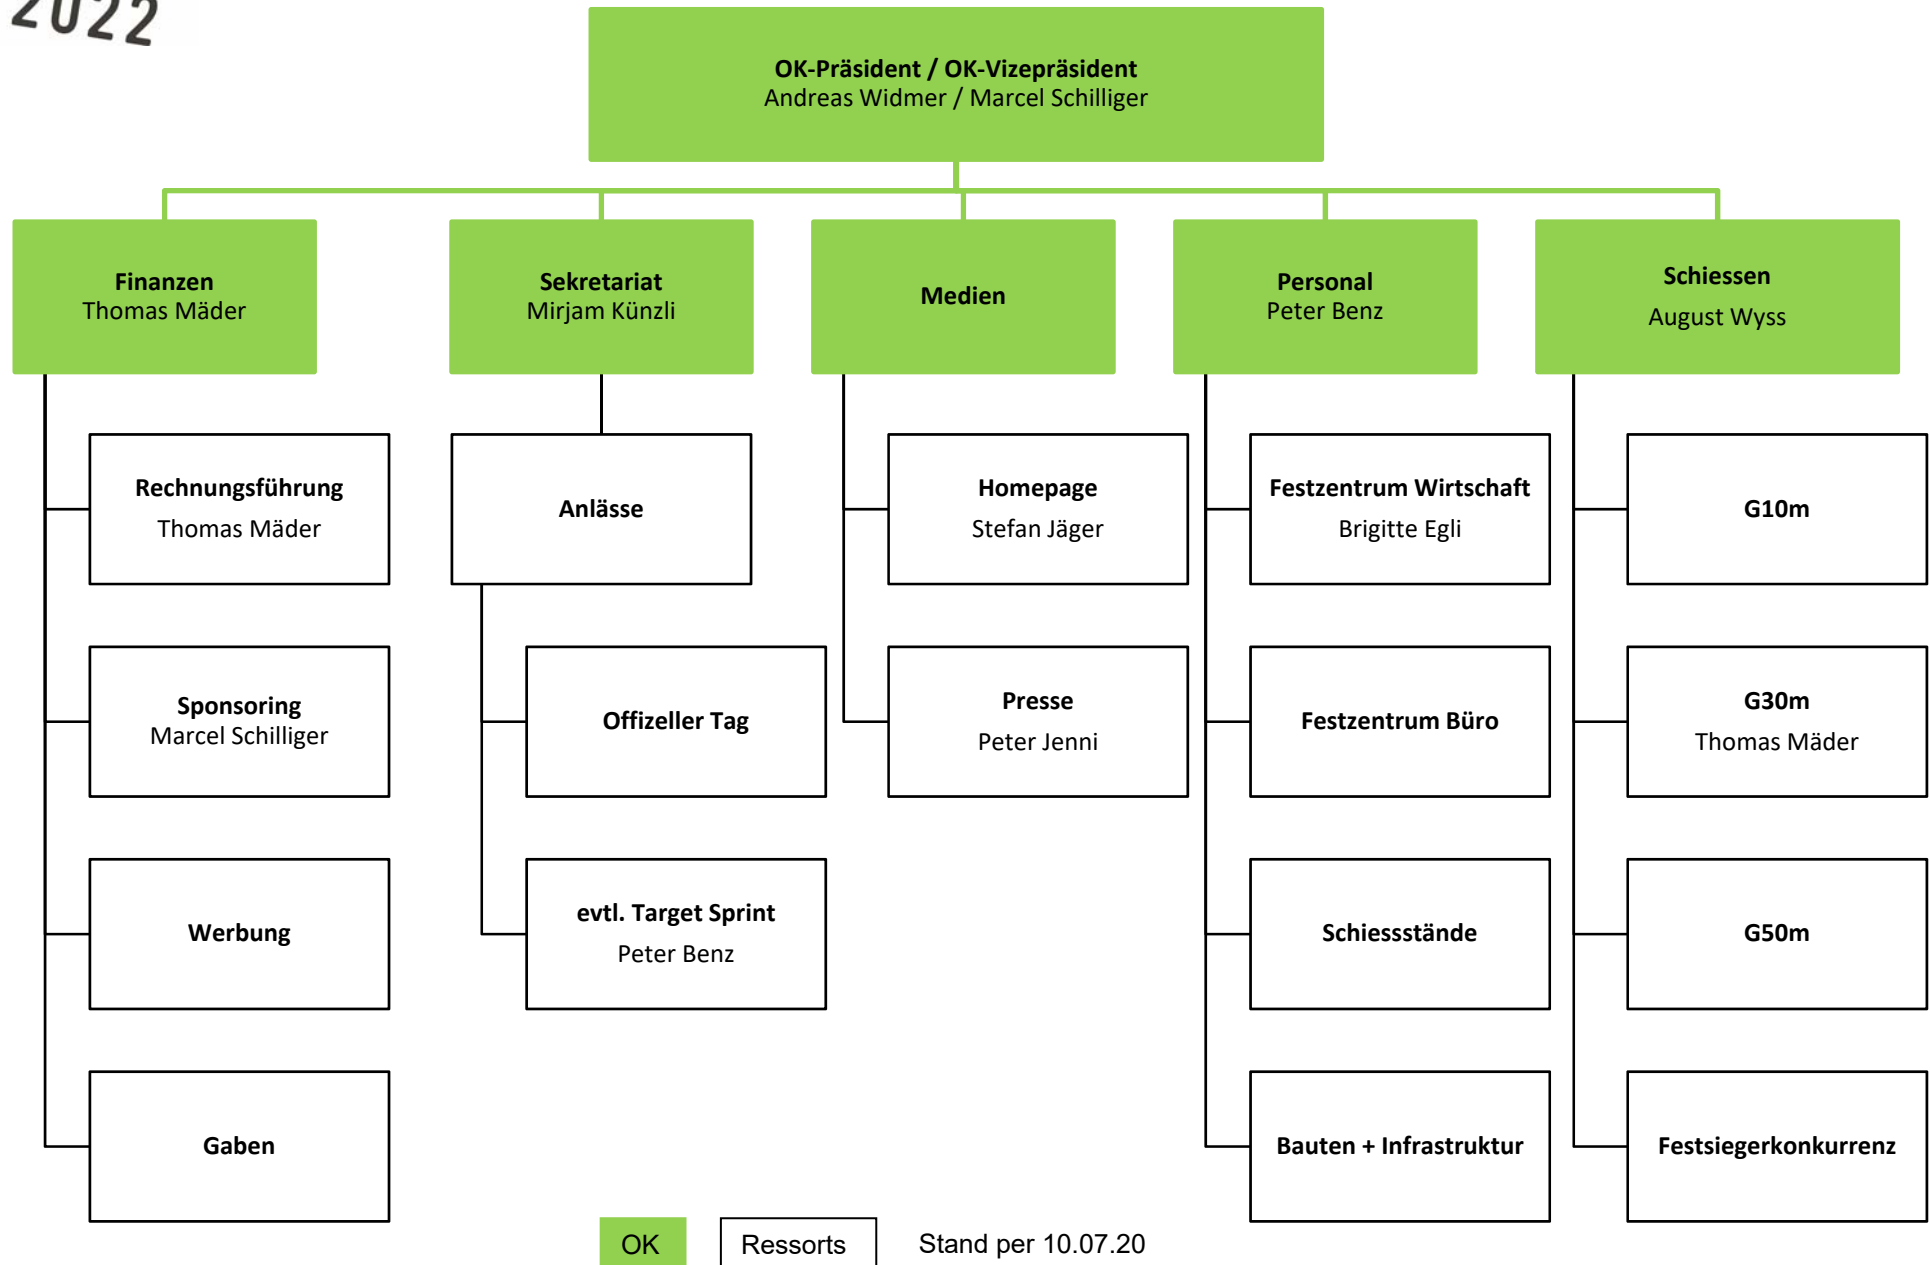 2022
OK-Präsident / OK-Vizepräsident
Andreas Widmer / Marcel Schilliger
Finanzen
Thomas Mäder
Sekretariat
Mirjam Künzli
Medien
Personal
Peter Benz
Schiessen
August Wyss
Rechnungsführung
Thomas Mäder
Anlässe
Homepage
Stefan Jäger
Festzentrum Wirtschaft
Brigitte Egli
G10m
Sponsoring
Marcel Schilliger
Offizeller Tag
Presse
Peter Jenni
Festzentrum Büro
G30m
Thomas Mäder
Werbung
evtl. Target Sprint
Peter Benz
Schiessstände
G50m
Gaben
Bauten + Infrastruktur
Festsiegerkonkurrenz
OK
Ressorts
Stand per 10.07.20